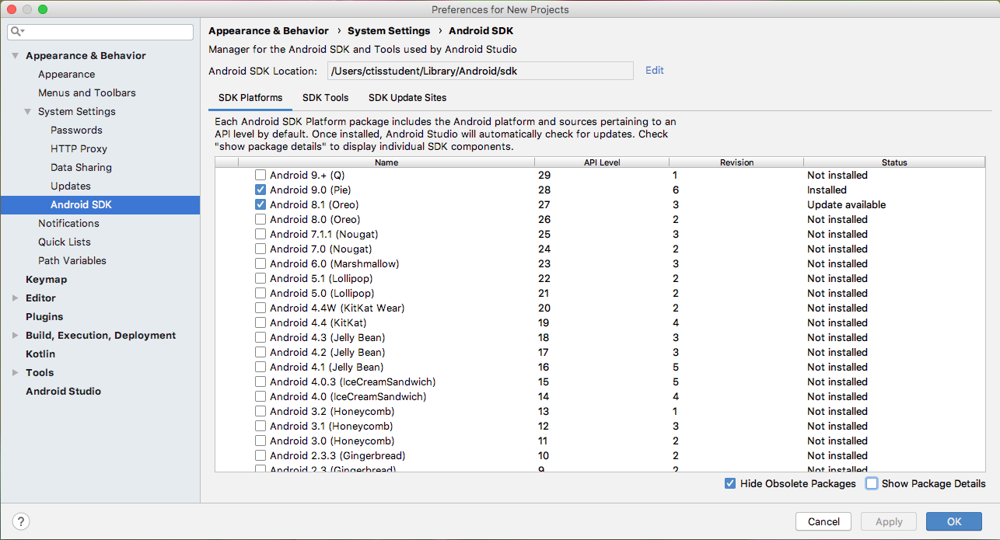 Preferences for New Projects
Appearance & Behavior
Appearance
Menus and Toolbars
System Settings
Passwords
HTTP Proxy
Data Sharing
Updates
Android SDK
Notifications
Quick Lists
Path Variables
Keymap
Editor
Plugins
Build, Execution, Deployment
Kotlin
Tools
Android Studio
Appearance & Behavior › System Settings › Android SDK
Manager for the Android SDK and Tools used by Android Studio
Android SDK Location: /Users/ctisstudent/Library/Android/sdk Edit
SDK Platforms SDK Tools SDK Update Sites
Each Android SDK Platform package includes the Android platform and sources pertaining to an
API level by default. Once installed, Android Studio will automatically check for updates. Check
"show package details" to display individual SDK components.
Name API Level Revision Status
Android 9.+ (Q) 29 1 Not installed
Android 9.0 (Pie) 28 6 Installed
Android 8.1 (Oreo) 27 3 Update available
Android 8.0 (Oreo) 26 2 Not installed
Android 7.1.1 (Nougat) 25 3 Not installed
Android 7.0 (Nougat) 24 2 Not installed
Android 6.0 (Marshmallow) 23 3 Not installed
Android 5.1 (Lollipop) 22 2 Not installed
Android 5.0 (Lollipop) 21 2 Not installed
Android 4.4W (KitKat Wear) 20 2 Not installed
Android 4.4 (KitKat) 19 4 Not installed
Android 4.3 (Jelly Bean) 18 3 Not installed
Android 4.2 (Jelly Bean) 17 3 Not installed
Android 4.1 (Jelly Bean) 16 5 Not installed
Android 4.0.3 (IceCreamSandwich) 15 5 Not installed
Android 4.0 (IceCreamSandwich) 14 4 Not installed
Android 3.2 (Honeycomb) 13 1 Not installed
Android 3.1 (Honeycomb) 12 3 Not installed
Android 3.0 (Honeycomb) 11 2 Not installed
Android 2.3.3 (Gingerbread) 10 2 Not installed
Android 2.3 (Gingerbread) 9 2 Not installed
Hide Obsolete Packages Show Package Details
? Cancel Apply OK